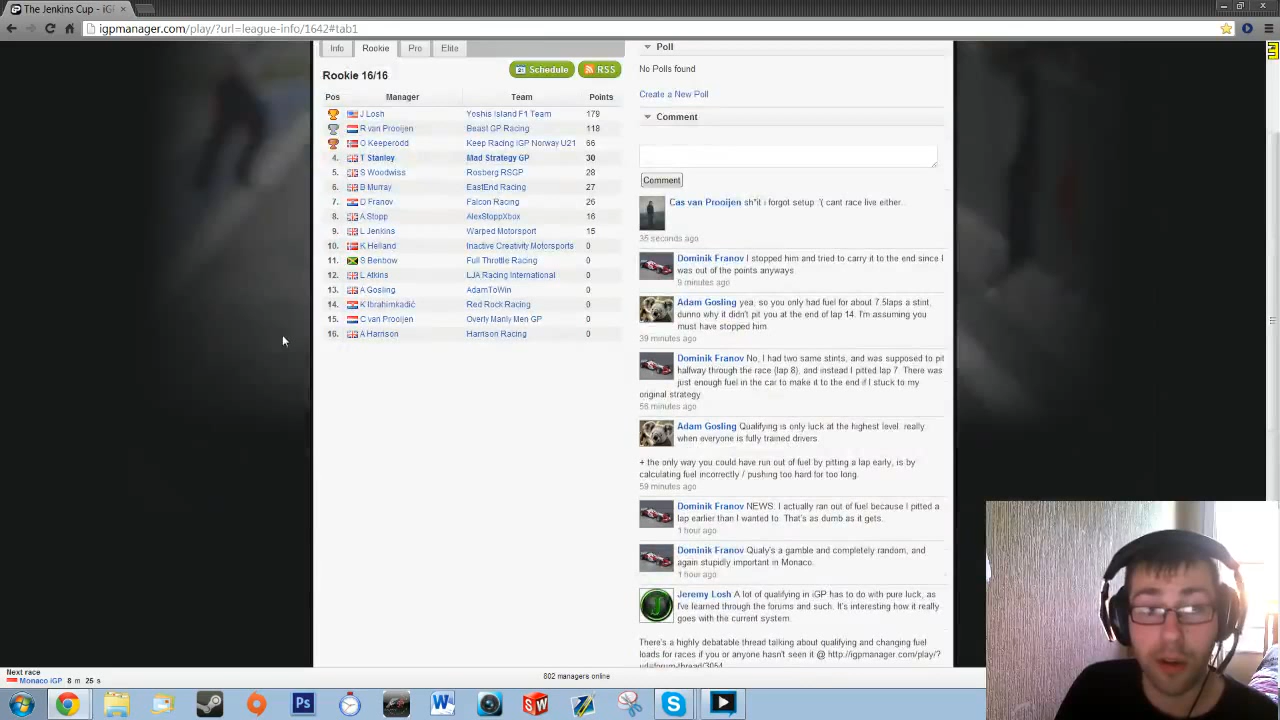 The Jenkins Cup - iGP
igpmanager.com/play/?url=league-info/1642#tab1
Info Rookie Pro Elite
Rookie 16/16
Schedule RSS
Pos Manager Team Points
J Losh Yoshis Island F1 Team 179
R van Prooijen Beast GP Racing 118
O Keeperodd Keep Racing IGP Norway U21 66
4. T Stanley Mad Strategy GP 30
5. S Woodwiss Rosberg RSGP 28
6. B Murray EastEnd Racing 27
7. D Franov Falcon Racing 26
8. A Stopp AlexStoppXbox 16
9. L Jenkins Warped Motorsport 15
10. K Helland Inactive Creativity Motorsports 0
11. S Benbow Full Throttle Racing 0
12. L Atkins LJA Racing International 0
13. A Gosling AdamToWin 0
14. K Ibrahimkadić Red Rock Racing 0
15. C van Prooijen Overly Manly Men GP 0
16. A Harrison Harrison Racing 0
Poll
No Polls found
Create a New Poll
Comment
Comment
Cas van Prooijen sh*t i forgot setup :'( cant race live either..
35 seconds ago
Dominik Franov I stopped him and tried to carry it to the end since I
was out of the points anyways
9 minutes ago
Adam Gosling yea, so you only had fuel for about 7.5laps a stint,
dunno why it didn't pit you at the end of lap 14. I'm assuming you
must have stopped him.
39 minutes ago
Dominik Franov No, I had two same stints, and was supposed to pit
halfway through the race (lap 8), and instead I pitted lap 7. There was
just enough fuel in the car to make it to the end if I stuck to my
original strategy
56 minutes ago
Adam Gosling Qualifying is only luck at the highest level. really
when everyone is fully trained drivers.
+ the only way you could have run out of fuel by pitting a lap early, is by
calculating fuel incorrectly / pushing too hard for too long.
59 minutes ago
Dominik Franov NEWS: I actually ran out of fuel because I pitted a
lap earlier than I wanted to. That's as dumb as it gets.
1 hour ago
Dominik Franov Qualy's a gamble and completely random, and
again stupidly important in Monaco.
1 hour ago
Jeremy Losh A lot of qualifying in iGP has to do with pure luck, as
I've learned through the forums and such. It's interesting how it really
goes with the current system.
There's a highly debatable thread talking about qualifying and changing fuel
loads for races if you or anyone hasn't seen it @ http://igpmanager.com/play/?
url=forum-thread/3954
Next race
Monaco iGP 8 m 25 s
802 managers online